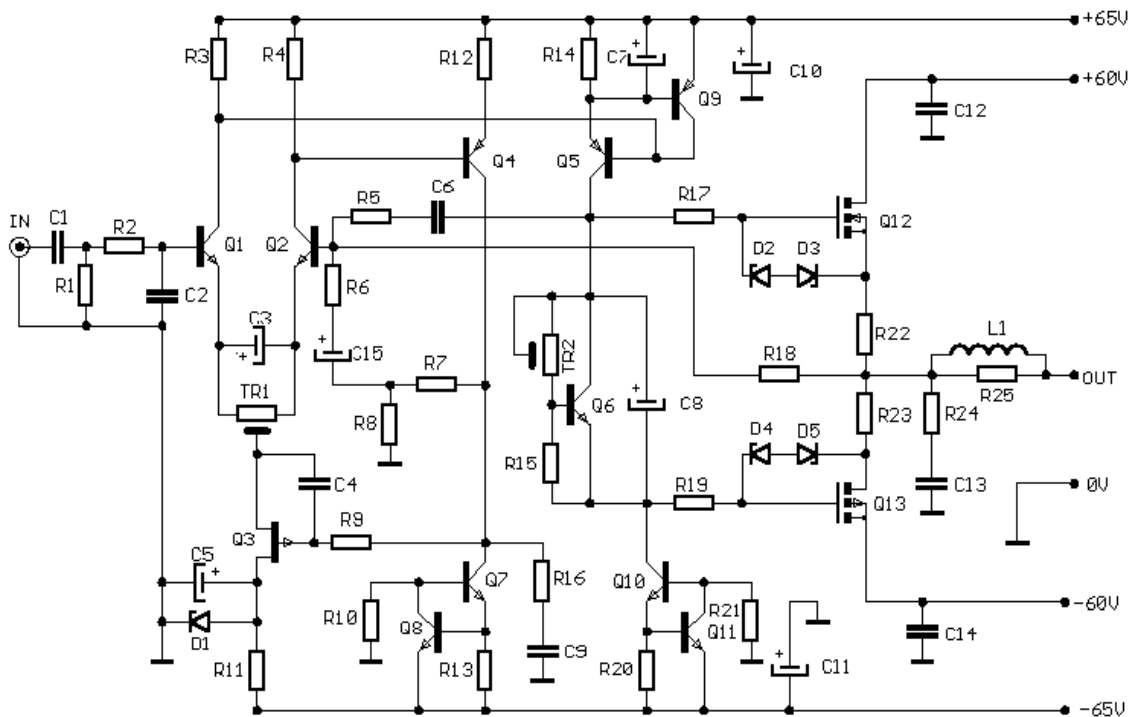 +65V
R3
R4
R12
R14
C7
C10
+60V
Q9
C12
Q4
Q5
IN
C1
R2
R5
C6
R17
Q12
Q1
Q2
D2
D3
R1
C2
R6
C3
R22
L1
C15
R7
TR2
R18
OUT
R25
TR1
R8
Q6
C8
R23
R24
R15
D4
D5
C4
R19
C13
0V
Q13
Q3
R9
C5
Q7
R16
Q10
R10
R21
-60V
D1
Q8
Q11
C14
R11
R13
C9
R20
C11
-65V